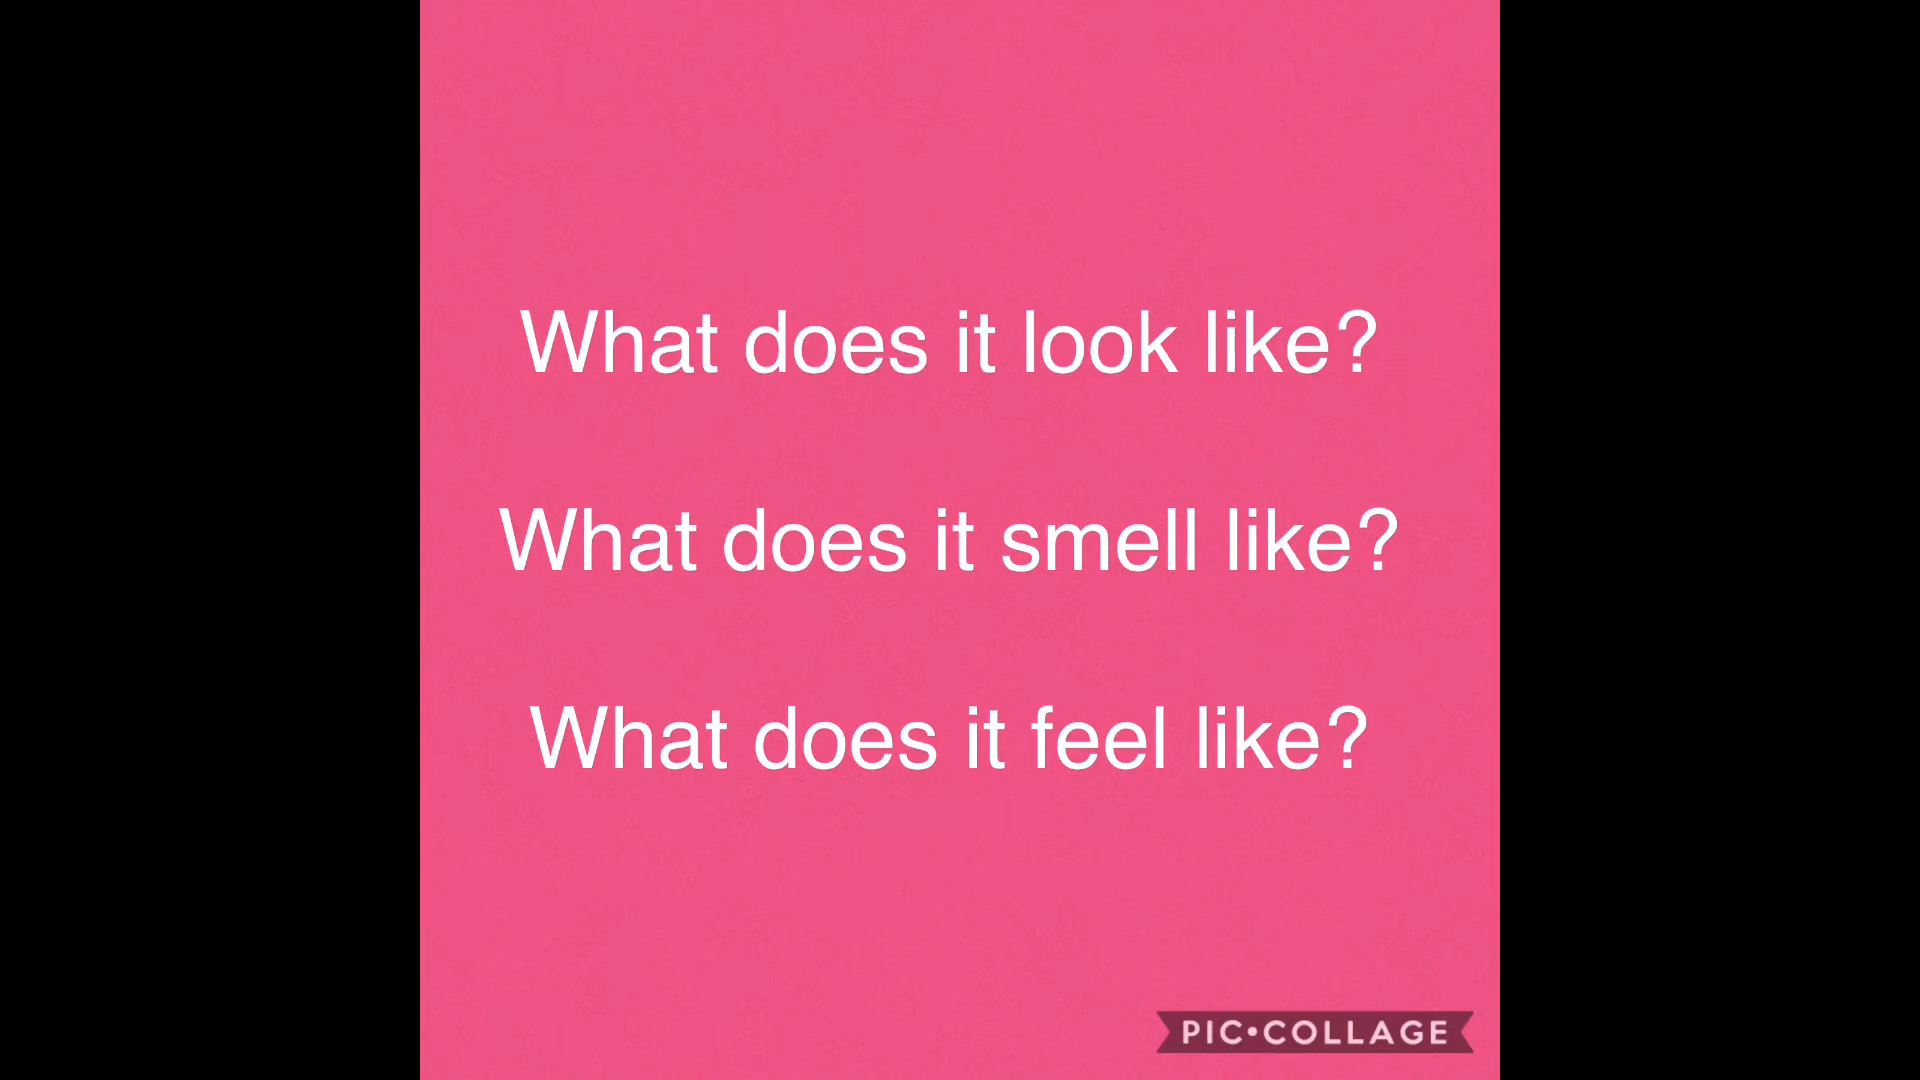 What does it look like?
What does it smell like?
What does it feel like?
PIC•COLLAGE